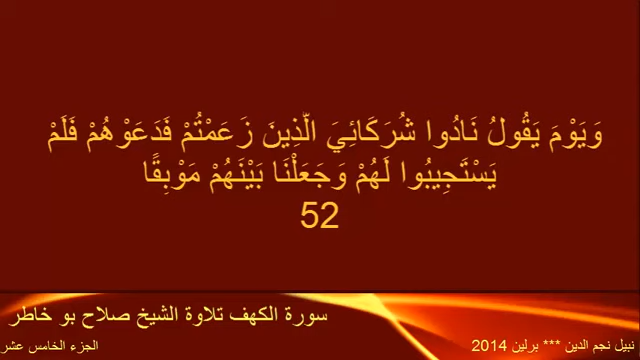 وَيَوْمَ يَقُولُ نَادُوا شُرَكَائِيَ الَّذِينَ زَعَمْتُمْ فَدَعَوْهُمْ فَلَمْ
يَسْتَجِيبُوا لَهُمْ وَجَعَلْنَا بَيْنَهُمْ مَوْبِقًا
52
سورة الكهف تلاوة الشيخ صلاح بو خاطر
نبيل نجم الدين *** برلين 2014
الجزء الخامس عشر